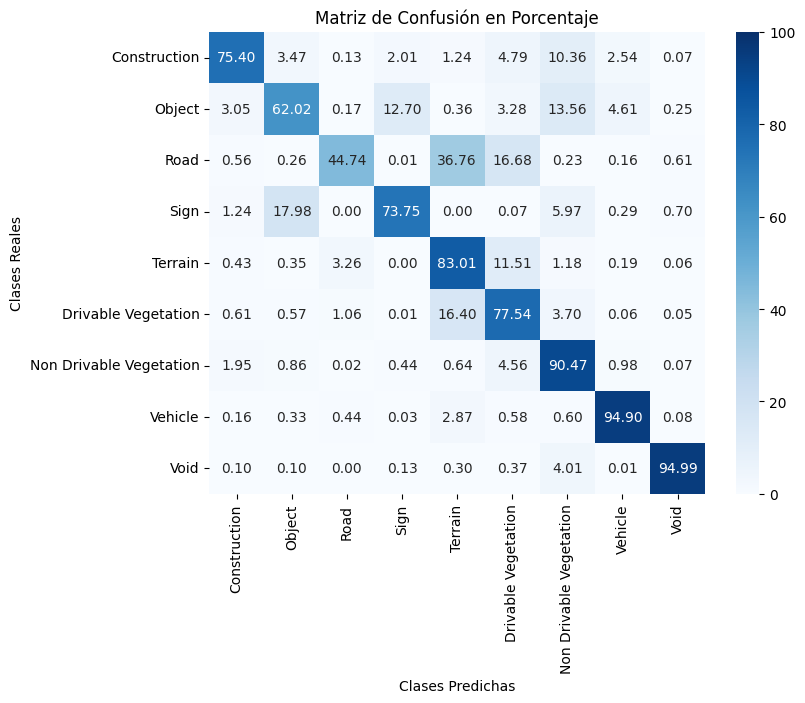 Matriz de Confusión en Porcentaje
Clases Reales
Construction 75.40 3.47 0.13 2.01 1.24 4.79 10.36 2.54 0.07
Object 3.05 62.02 0.17 12.70 0.36 3.28 13.56 4.61 0.25
Road 0.56 0.26 44.74 0.01 36.76 16.68 0.23 0.16 0.61
Sign 1.24 17.98 0.00 73.75 0.00 0.07 5.97 0.29 0.70
Terrain 0.43 0.35 3.26 0.00 83.01 11.51 1.18 0.19 0.06
Drivable Vegetation 0.61 0.57 1.06 0.01 16.40 77.54 3.70 0.06 0.05
Non Drivable Vegetation 1.95 0.86 0.02 0.44 0.64 4.56 90.47 0.98 0.07
Vehicle 0.16 0.33 0.44 0.03 2.87 0.58 0.60 94.90 0.08
Void 0.10 0.10 0.00 0.13 0.30 0.37 4.01 0.01 94.99
Construction
Object
Road
Sign
Terrain
Drivable Vegetation
Non Drivable Vegetation
Vehicle
Void
Clases Predichas
100
80
60
40
20
0